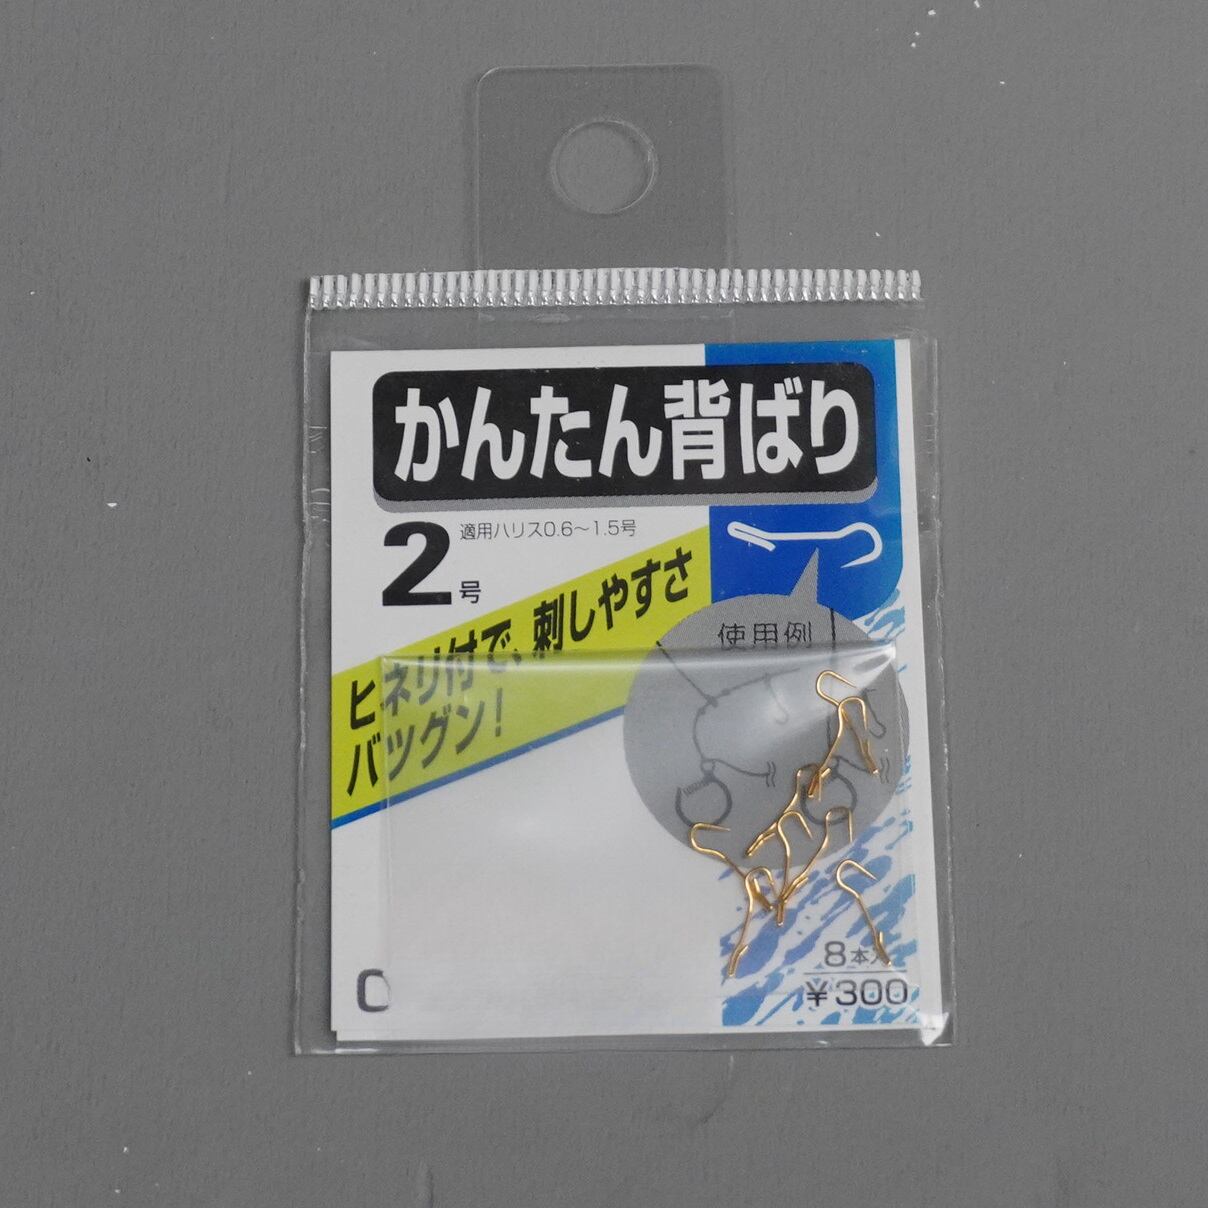 かんたん背ばり
2号
適用ハリス0.6～1.5号
ヒネリ付で、刺しやすさ
バツグン！
使用例
8本入
¥300